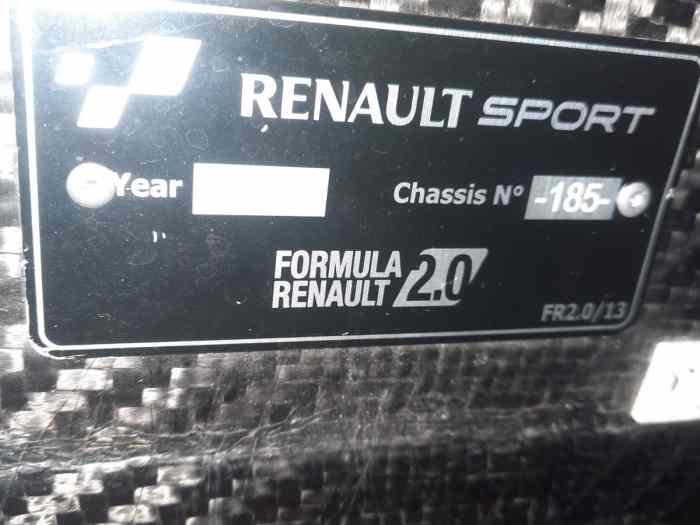 RENAULT SPORT
Year
Chassis N° -185-
FORMULA
RENAULT 2.0
FR2.0/13